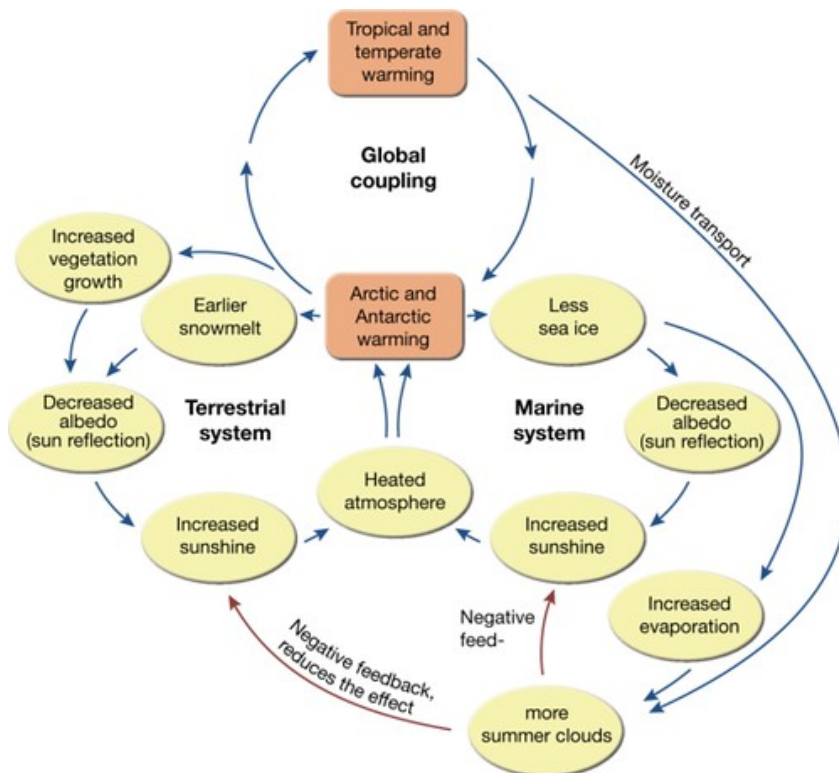 Tropical and
temperate
warming
Global
coupling
Moisture transport
Increased
vegetation
growth
Earlier
snowmelt
Arctic and
Antarctic
warming
Less
sea ice
Decreased
albedo
(sun reflection)
Terrestrial
system
Marine
system
Decreased
albedo
(sun reflection)
Heated
atmosphere
Increased
sunshine
Increased
sunshine
Increased
evaporation
Negative
feed-
Negative feedback,
reduces the effect
more
summer clouds